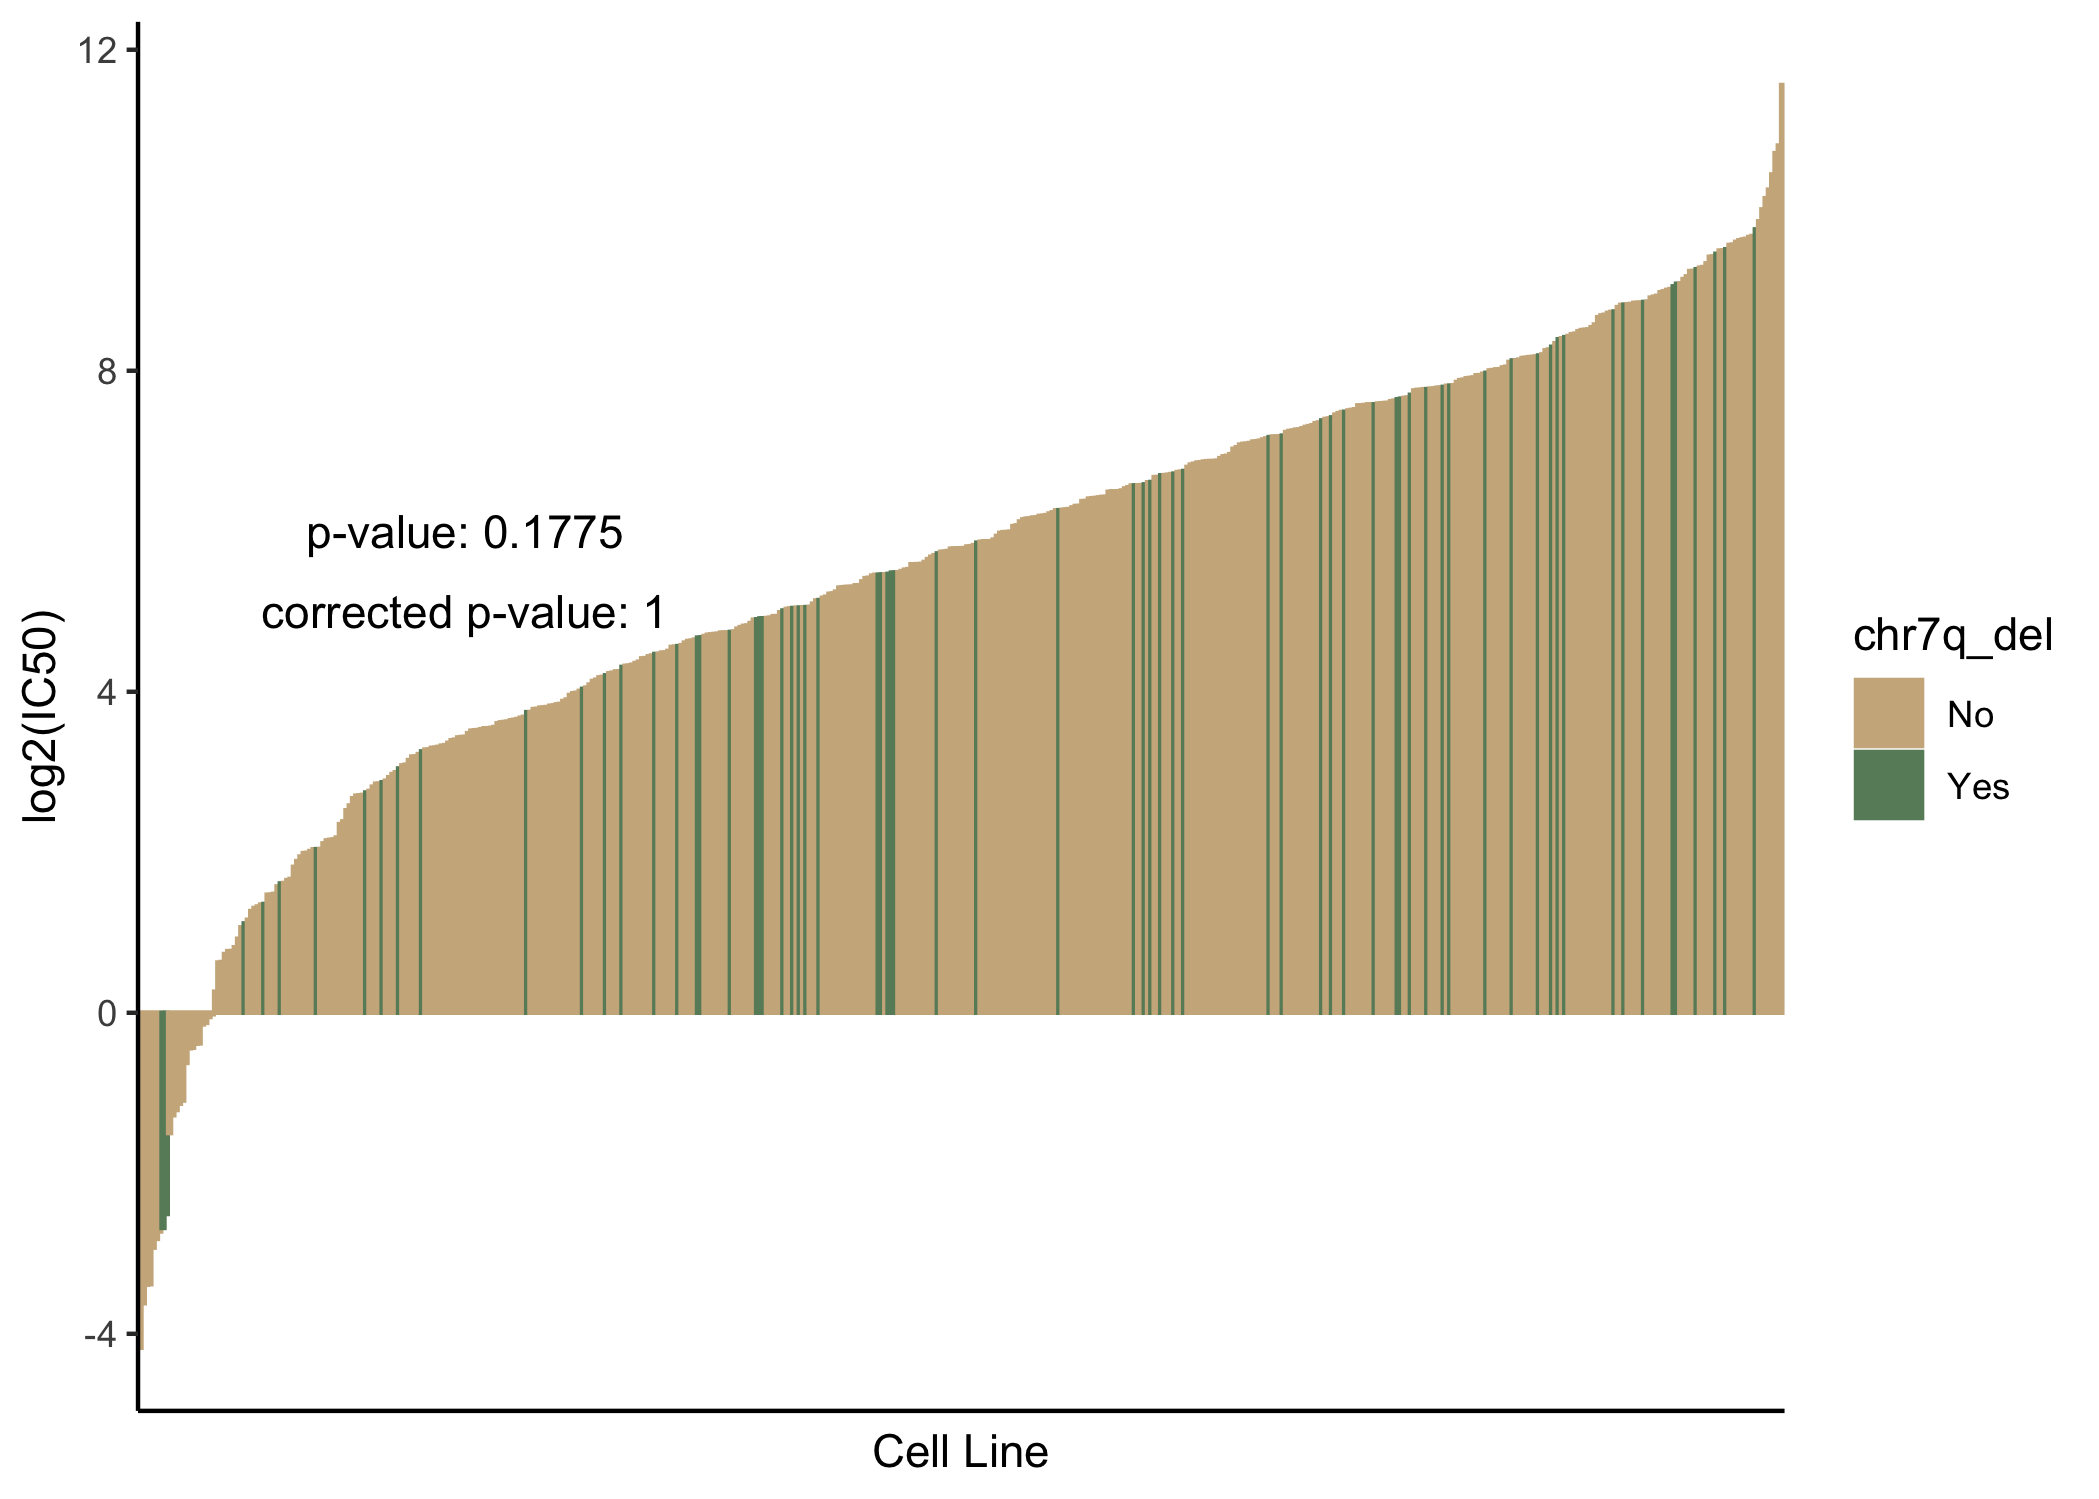 12
8
4
0
-4
log2(IC50)
p-value: 0.1775
corrected p-value: 1
Cell Line
chr7q_del
No
Yes